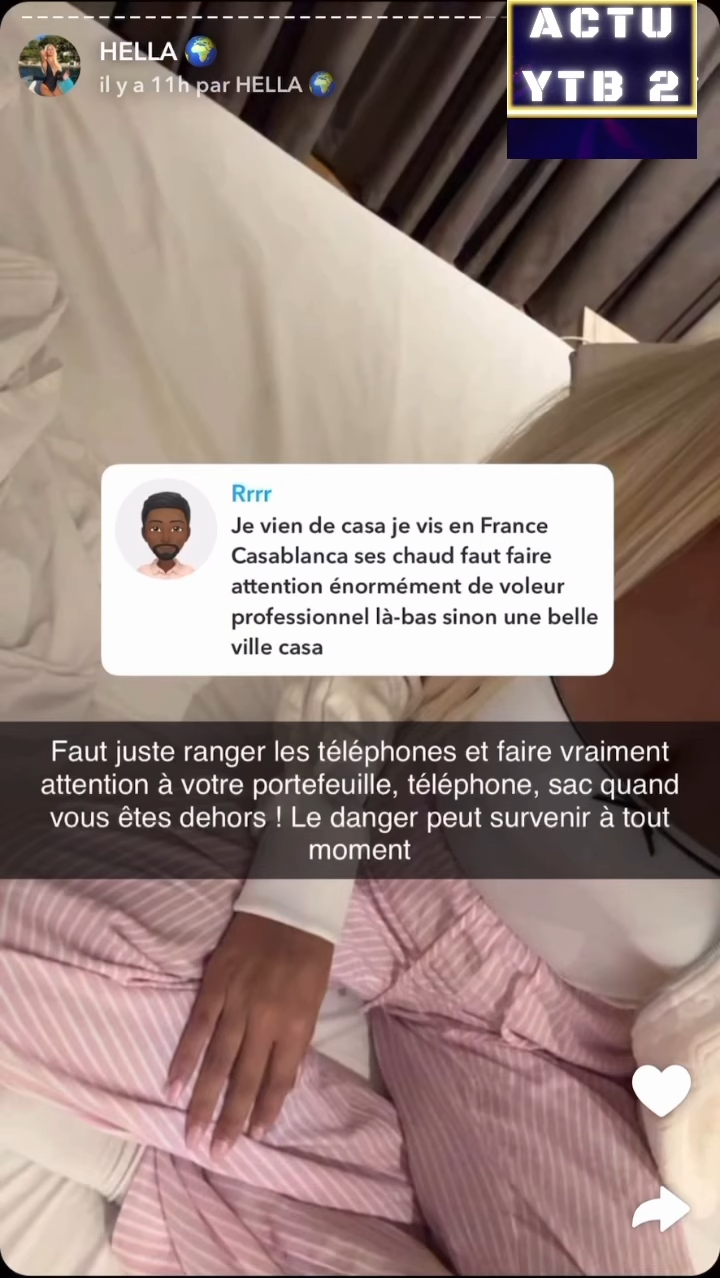 HELLA 🌍
il y a 11h par HELLA 🌍
ACTU
YTB 2
Rrrr
Je vien de casa je vis en France
Casablanca ses chaud faut faire
attention énormément de voleur
professionnel là-bas sinon une belle
ville casa
Faut juste ranger les téléphones et faire vraiment
attention à votre portefeuille, téléphone, sac quand
vous êtes dehors ! Le danger peut survenir à tout
moment